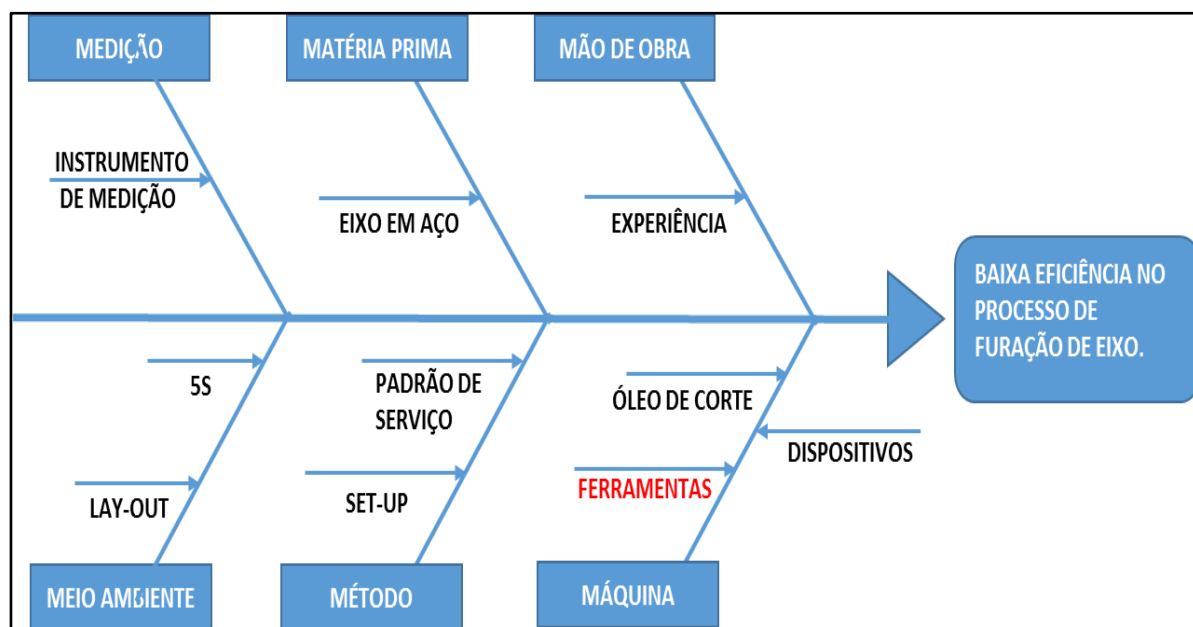 MEDIÇÃO
MATÉRIA PRIMA
MÃO DE OBRA
INSTRUMENTO
DE MEDIÇÃO
EIXO EM AÇO
EXPERIÊNCIA
BAIXA EFICIÊNCIA NO
PROCESSO DE
FURAÇÃO DE EIXO.
5S
PADRÃO DE
SERVIÇO
ÓLEO DE CORTE
DISPOSITIVOS
LAY-OUT
SET-UP
FERRAMENTAS
MEIO AMBIENTE
MÉTODO
MÁQUINA